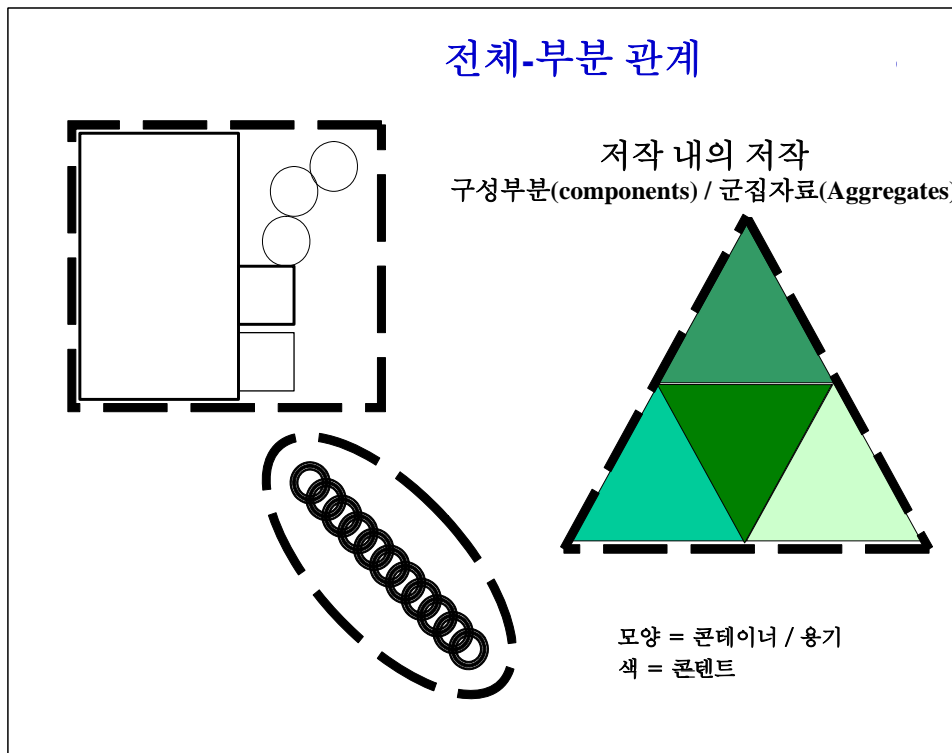 전체-부분 관계
저작 내의 저작
구성부분(components) / 군집자료(Aggregates)
모양 = 콘테이너 / 용기
색 = 콘텐트